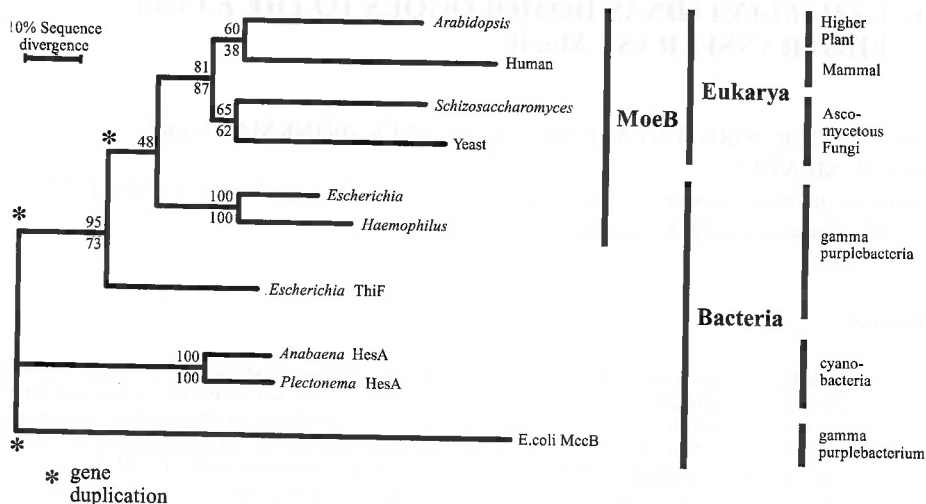 10% Sequence
divergence
Arabidopsis
60
38
Human
81
87
Schizosaccharomyces
65
62
Yeast
*
48
Escherichia
100
100
Haemophilus
*
95
73
Escherichia ThiF
Anabaena HesA
100
100
Plectonema HesA
E.coli MccB
*
* gene
duplication
MoeB
Eukarya
Bacteria
Higher
Plant
Mammal
Asco-
mycetous
Fungi
gamma
purplebacteria
cyano-
bacteria
gamma
purplebacterium